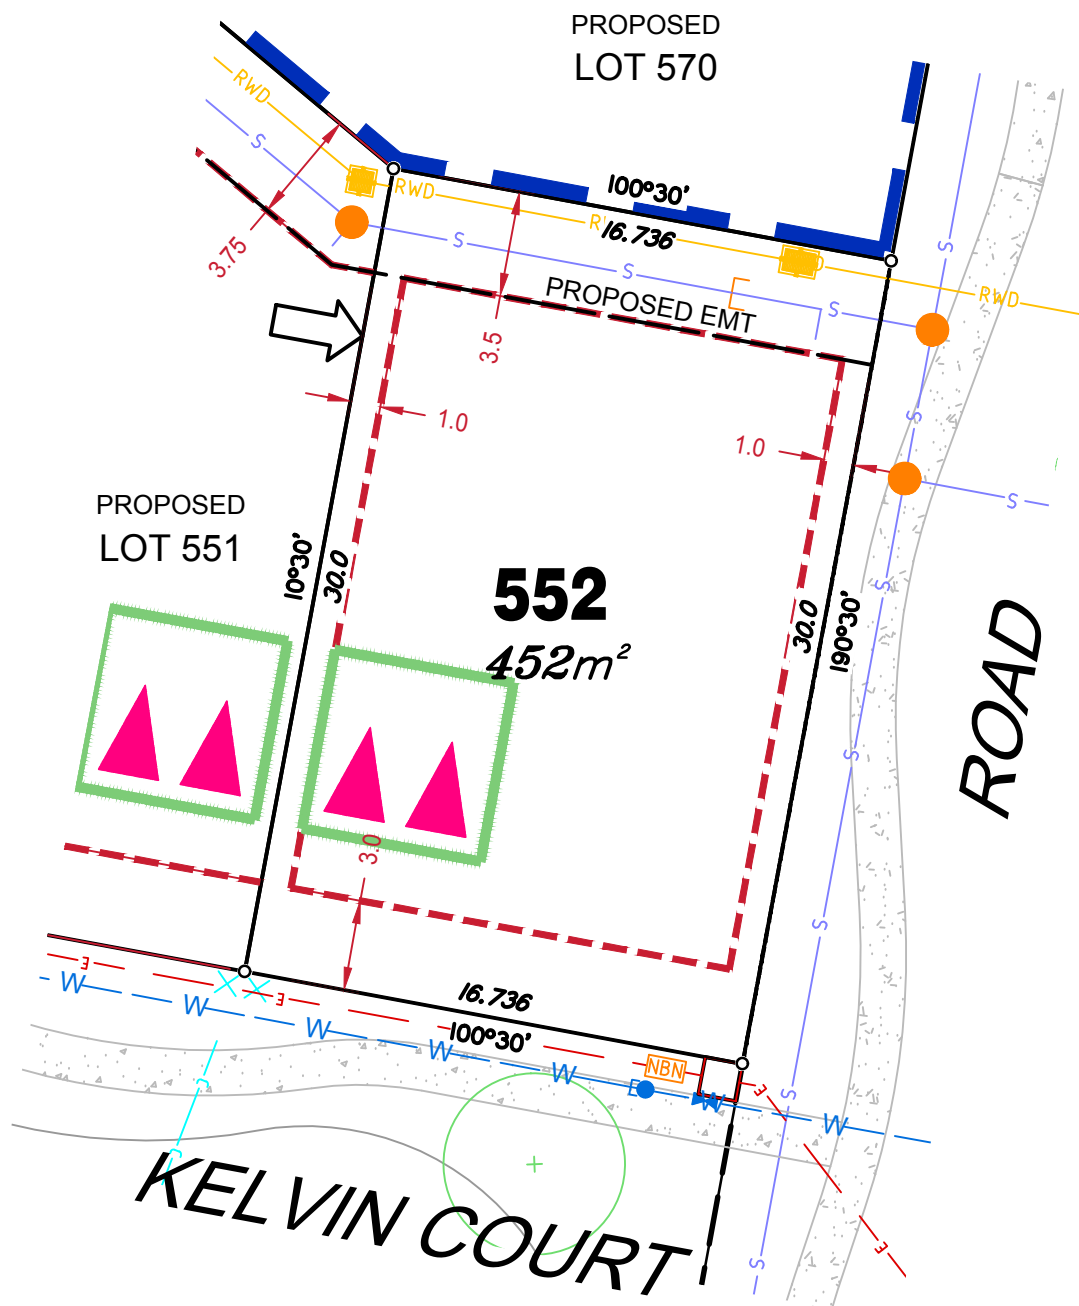 PROPOSED
LOT 570
RWD
S
RWD
100°30'
R
16.736
D
S
S
S
S
RWD
3.75
PROPOSED EMT
3.5
1.0
1.0
S
S
PROPOSED
LOT 551
10°30'
30.0
552
452m²
30.0
190°30'
S
ROAD
S
3.0
S
E
W
W
E
16.736
W
100°30'
W
W
NBN
E
E
W
S
W
KELVIN COURT
E
S